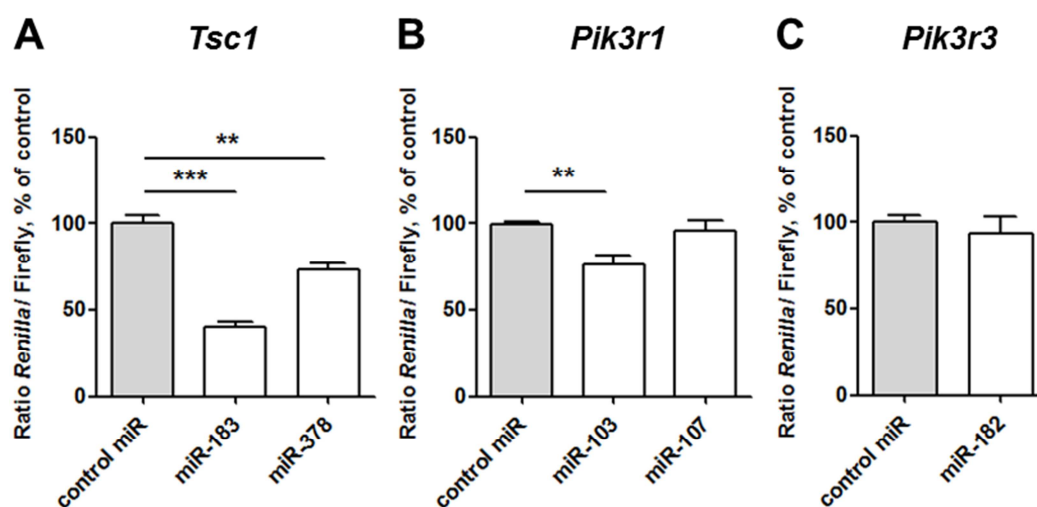 A Tsc1
Ratio Renilla / Firefly, % of control
150
100
50
0
**
***
control miR
miR-183
miR-378
B Pik3r1
Ratio Renilla / Firefly, % of control
150
100
50
0
**
control miR
miR-103
miR-107
C Pik3r3
Ratio Renilla / Firefly, % of control
150
100
50
0
control miR
miR-182